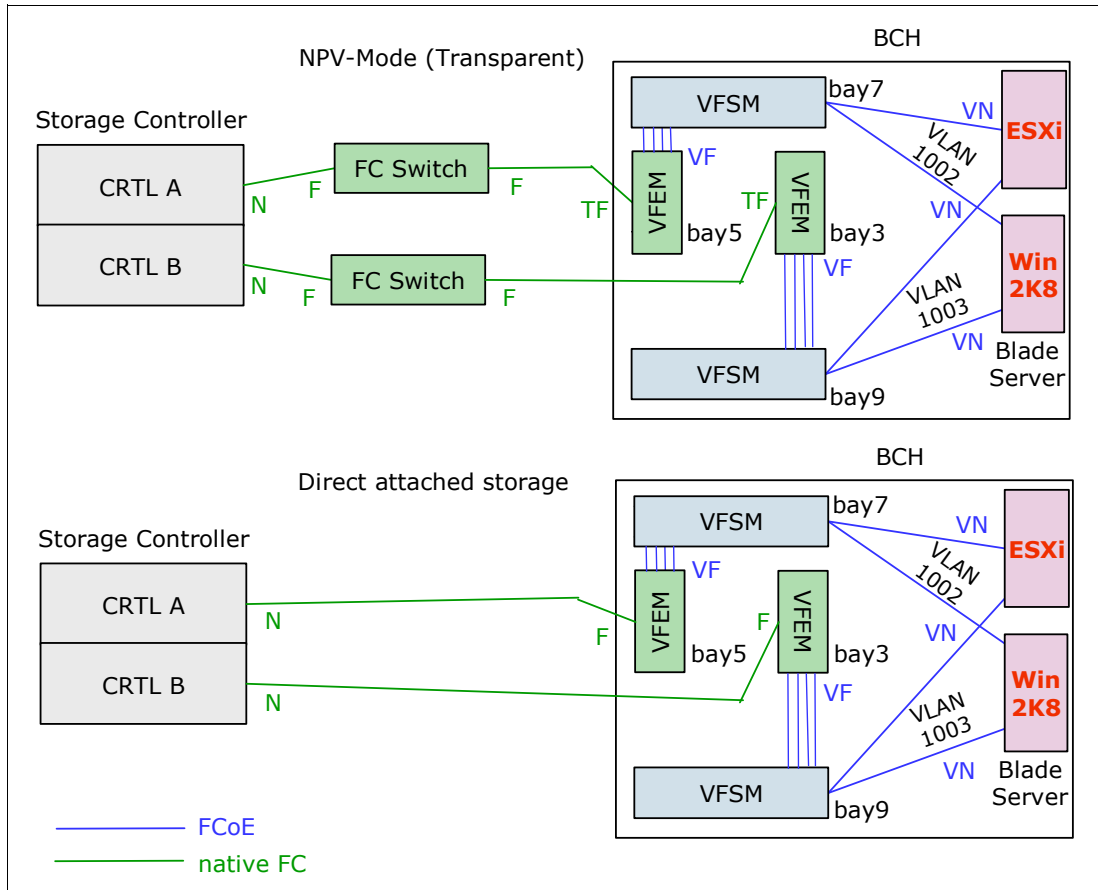 NPV-Mode (Transparent)
BCH
Storage Controller
CRTL A
CRTL B
N
N
F
F
FC Switch
FC Switch
F
F
TF
TF
VFSM
bay7
VF
VFEM
bay5
VFEM
bay3
VF
VFSM
bay9
VN
VLAN
1002
VN
VLAN
1003
VN
ESXi
Win
2K8
Blade
Server
Direct attached storage
BCH
Storage Controller
CRTL A
CRTL B
N
N
F
F
VFSM
bay7
VF
VFEM
bay5
VFEM
bay3
VF
VFSM
bay9
VN
VLAN
1002
VN
VLAN
1003
VN
ESXi
Win
2K8
Blade
Server
FCoE
native FC